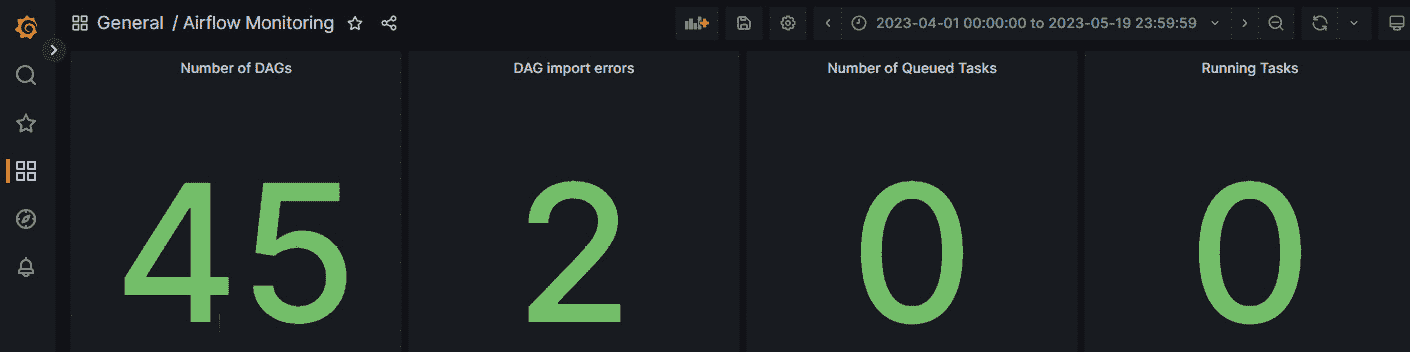 General / Airflow Monitoring
2023-04-01 00:00:00 to 2023-05-19 23:59:59
Number of DAGs
DAG import errors
Number of Queued Tasks
Running Tasks
45
2
0
0